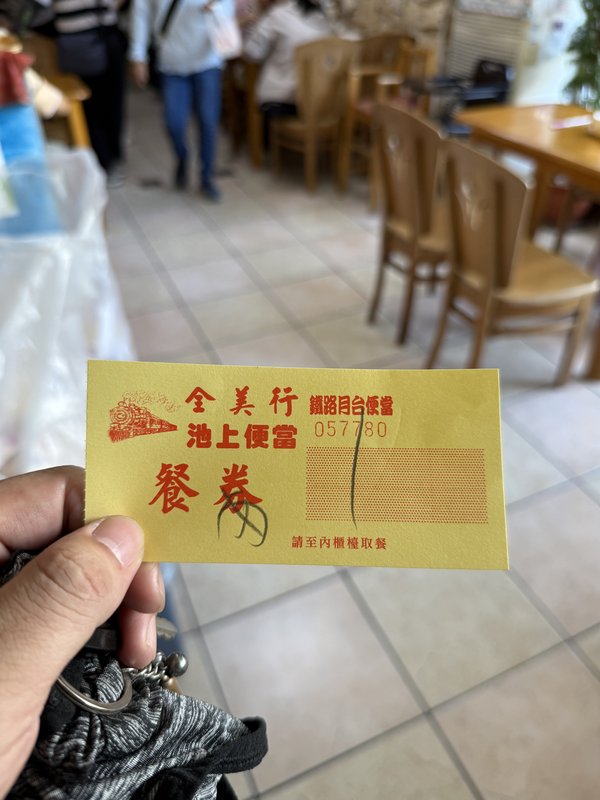 全美行 鐵路月台便當
池上便當 057780
餐券
請至內櫃檯取餐